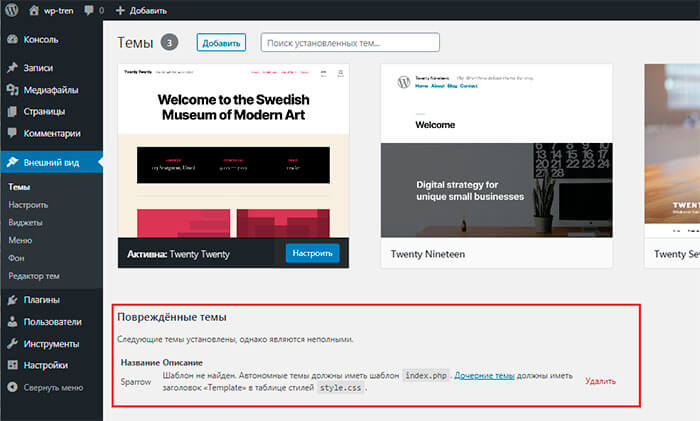 wp-tren 0 + Добавить
Консоль
Записи
Медиафайлы
Страницы
Комментарии
Внешний вид
Темы
Настроить
Виджеты
Меню
Фон
Редактор тем
Плагины
Пользователи
Инструменты
Настройки
Свернуть меню
Темы 3 Добавить Поиск установленных тем...
Twenty Twenty
Welcome to the Swedish
Museum of Modern Art
Активна: Twenty Twenty Настроить
Twenty Nineteen
Home About Blog Contact
Welcome
Digital strategy for
unique small businesses
Twenty Nineteen
TWENT
Twenty Se
Повреждённые темы
Следующие темы установлены, однако являются неполными.
Название Описание
Sparrow Шаблон не найден. Автономные темы должны иметь шаблон index.php . Дочерние темы должны иметь
заголовок «Template» в таблице стилей style.css .
Удалить